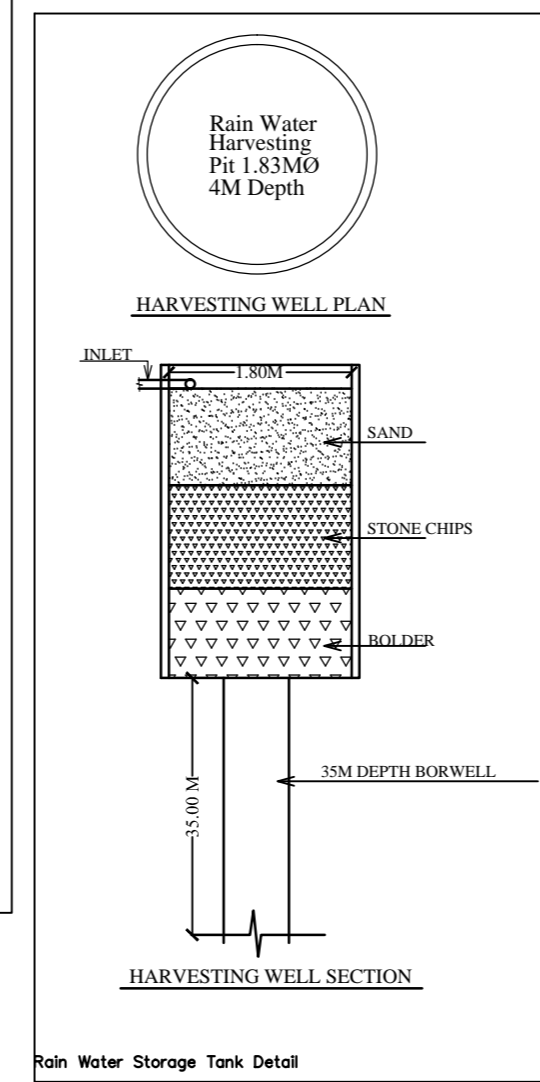 Rain Water
Harvesting
Pit 1.83MØ
4M Depth
HARVESTING WELL PLAN
INLET
1.80M
SAND
STONE CHIPS
BOLDER
35M DEPTH BORWELL
35.00 M
HARVESTING WELL SECTION
Rain Water Storage Tank Detail